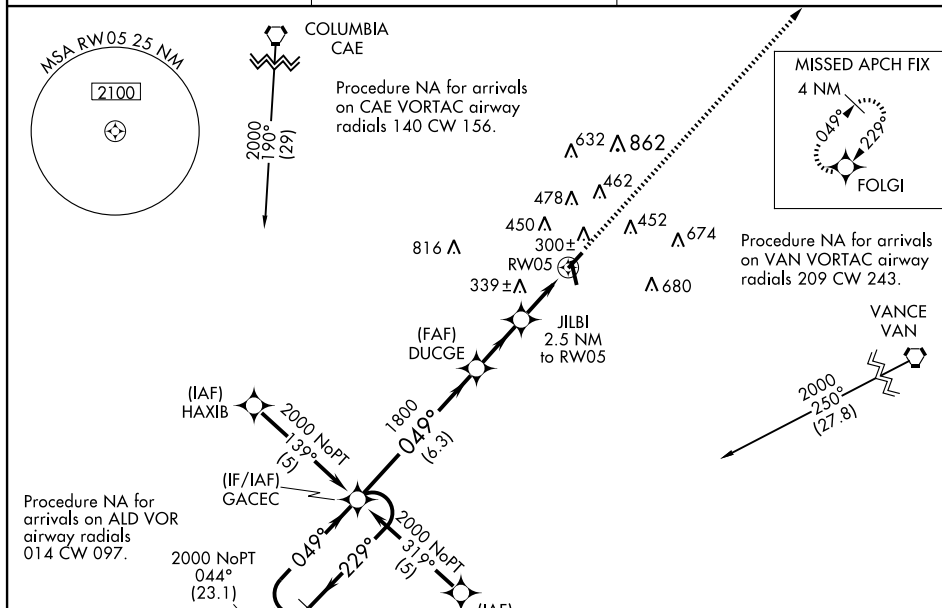 MSA RW05 25 NM
2100
COLUMBIA
CAE
2000
190°
(29)
Procedure NA for arrivals
on CAE VORTAC airway
radials 140 CW 156.
MISSED APCH FIX
4 NM
049°
229°
FOLGI
632
862
478
462
450
452
816
300±
674
RW05
339±
680
Procedure NA for arrivals
on VAN VORTAC airway
radials 209 CW 243.
VANCE
VAN
2000
250°
(27.8)
JILBI
2.5 NM
to RW05
(FAF)
DUCGE
1800
049°
(6.3)
(IAF)
HAXIB
2000 NoPT
139°
(5)
(IF/IAF)
GACEC
Procedure NA for
arrivals on ALD VOR
airway radials
014 CW 097.
2000 NoPT
044°
(23.1)
049°
229°
2000 NoPT
319°
(5)
(IAF)